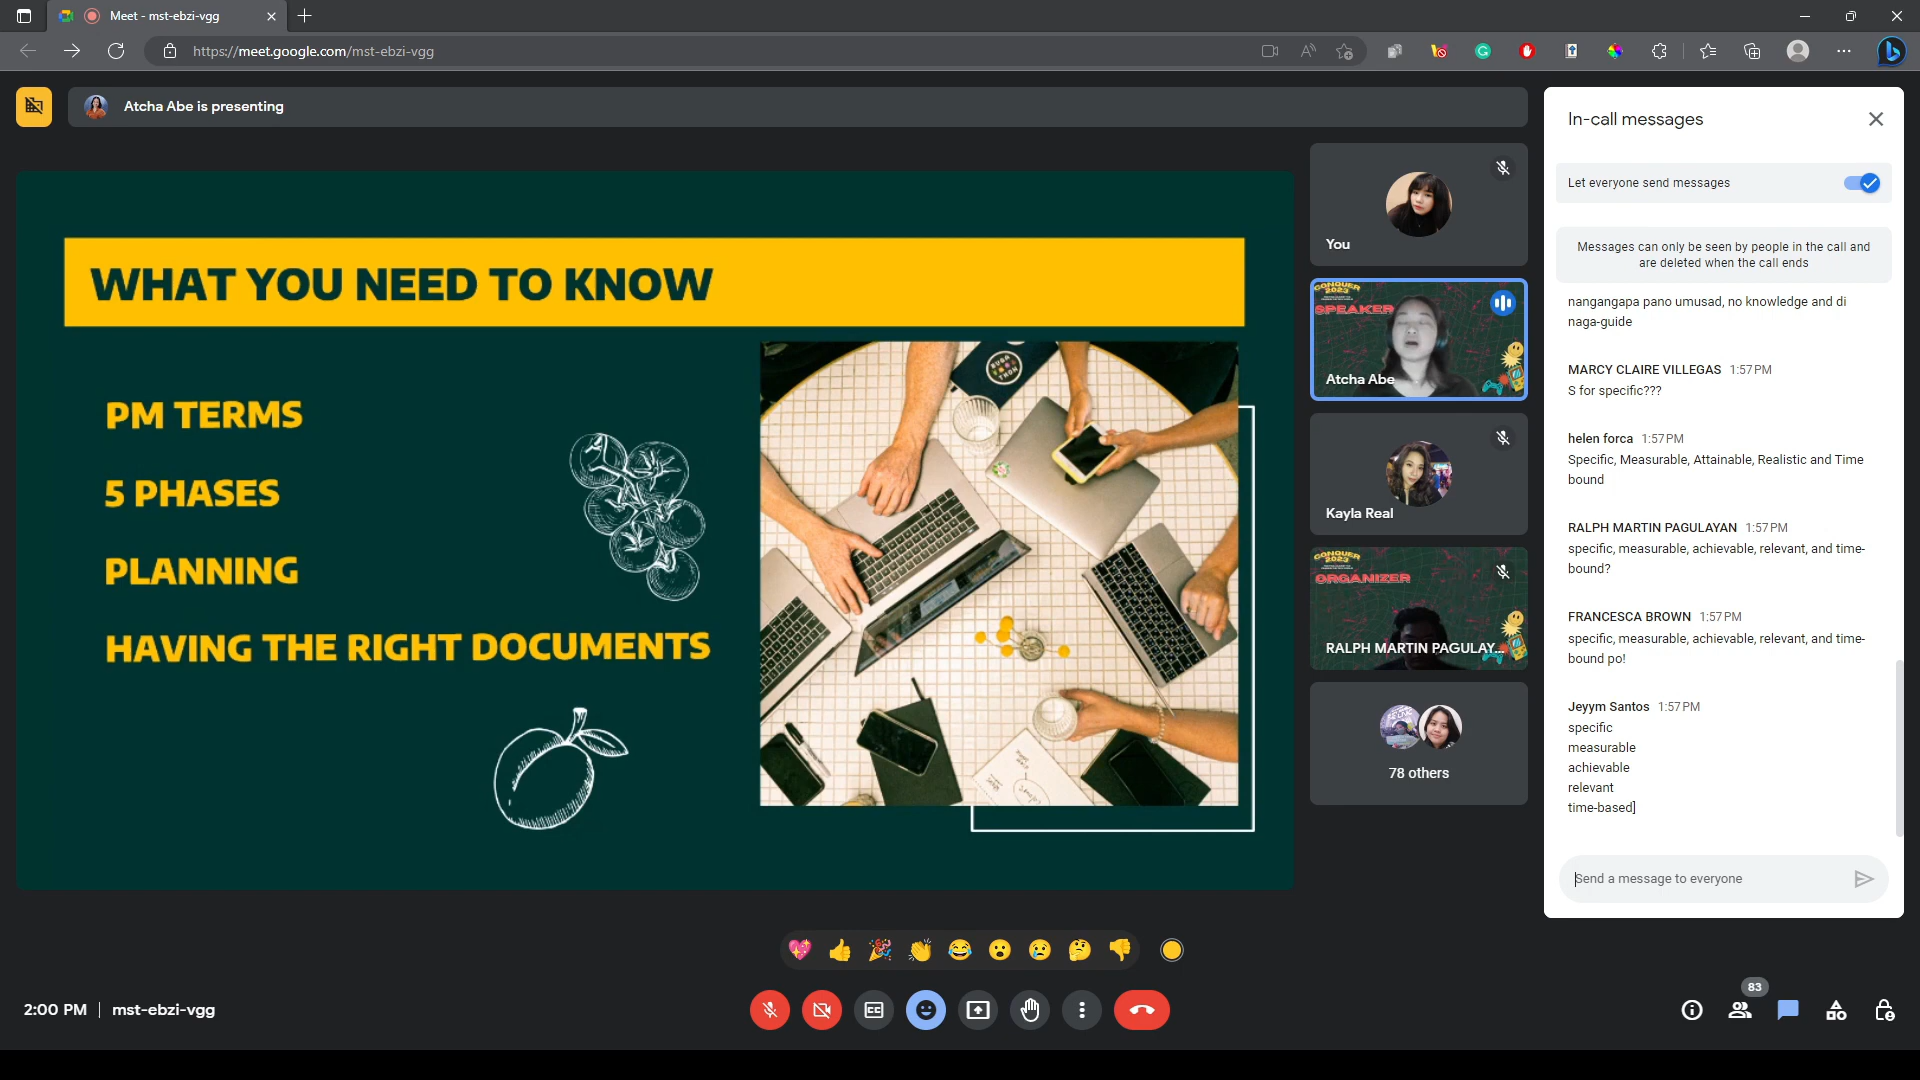 Meet - mst-ebzi-vgg
https://meet.google.com/mst-ebzi-vgg
Atcha Abe is presenting
WHAT YOU NEED TO KNOW
PM TERMS
5 PHASES
PLANNING
HAVING THE RIGHT DOCUMENTS
You
CONQUER
2023
SPEAKER
Atcha Abe
Kayla Real
CONQUER
2023
ORGANIZER
RALPH MARTIN PAGULAY...
78 others
In-call messages
Let everyone send messages
Messages can only be seen by people in the call and
are deleted when the call ends
nangangapa pano umusad, no knowledge and di
naga-guide
MARCY CLAIRE VILLEGAS 1:57 PM
S for specific???
helen forca 1:57 PM
Specific, Measurable, Attainable, Realistic and Time
bound
RALPH MARTIN PAGULAYAN 1:57 PM
specific, measurable, achievable, relevant, and time-
bound?
FRANCESCA BROWN 1:57 PM
specific, measurable, achievable, relevant, and time-
bound po!
Jeyym Santos 1:57 PM
specific
measurable
achievable
relevant
time-based]
Send a message to everyone
2:00 PM | mst-ebzi-vgg
83